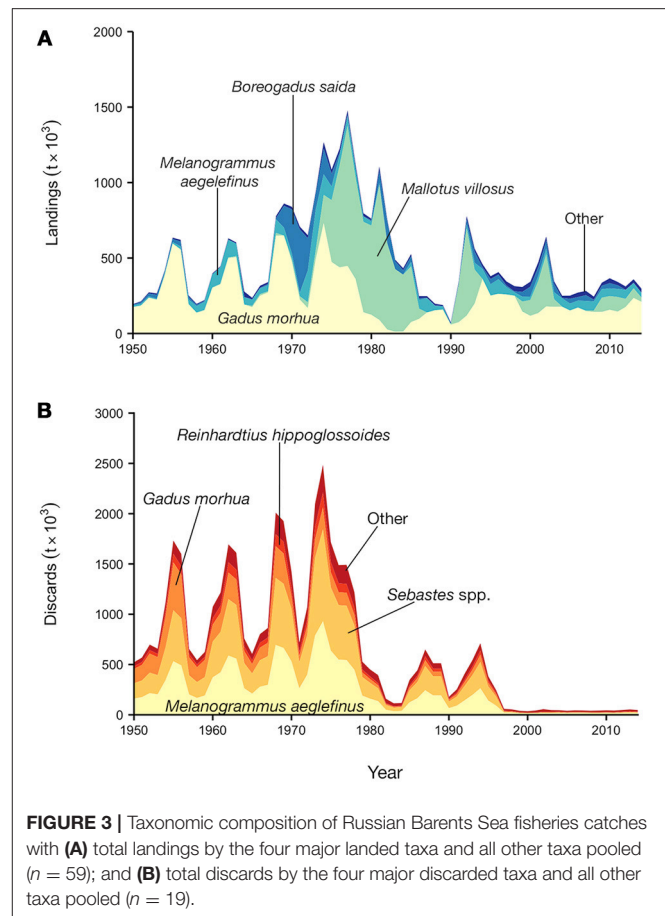 A
2000
1500
1000
500
0
Landings (t × 10³)
Boreogadus saida
Melanogrammus
aegelefinus
Mallotus villosus
Other
Gadus morhua
1950 1960 1970 1980 1990 2000 2010
B
3000
2500
2000
1500
1000
500
0
Discards (t × 10³)
Reinhardtius hippoglossoides
Gadus morhua
Other
Sebastes spp.
Melanogrammus aeglefinus
1950 1960 1970 1980 1990 2000 2010
Year
FIGURE 3 | Taxonomic composition of Russian Barents Sea fisheries catches
with (A) total landings by the four major landed taxa and all other taxa pooled
(n = 59); and (B) total discards by the four major discarded taxa and all other
taxa pooled (n = 19).